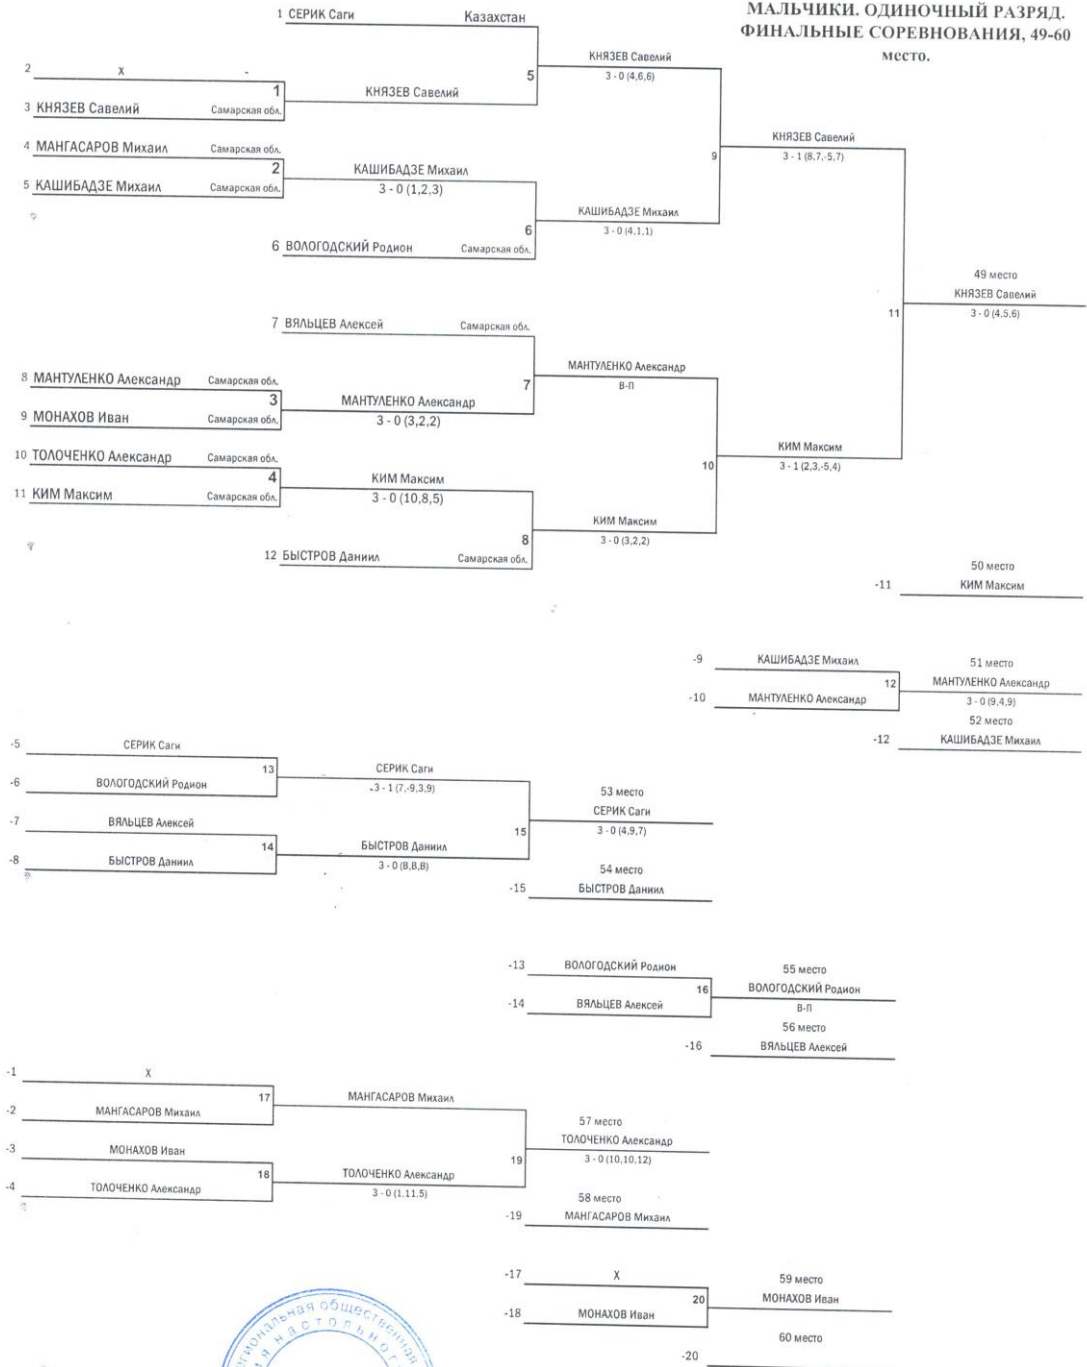 МАЛЬЧИКИ. ОДИНОЧНЫЙ РАЗРЯД.
ФИНАЛЬНЫЕ СОРЕВНОВАНИЯ, 49-60
место.
1 СЕРИК Саги Казахстан
КНЯЗЕВ Савелий
5 3 - 0 (4,6,6)
2 X -
1 КНЯЗЕВ Савелий
3 КНЯЗЕВ Савелий Самарская обл.
КНЯЗЕВ Савелий
9 3 - 1 (8,7,-5,7)
4 МАНГАСАРОВ Михаил Самарская обл.
2 КАШИБАДЗЕ Михаил
5 КАШИБАДЗЕ Михаил Самарская обл. 3 - 0 (1,2,3)
КАШИБАДЗЕ Михаил
6 3 - 0 (4,1,1)
6 ВОЛОГОДСКИЙ Родион Самарская обл.
49 место
КНЯЗЕВ Савелий
11 3 - 0 (4,5,6)
7 ВЯЛЬЦЕВ Алексей Самарская обл.
МАНТУЛЕНКО Александр
7 В-П
8 МАНТУЛЕНКО Александр Самарская обл.
3 МАНТУЛЕНКО Александр
9 МОНАХОВ Иван Самарская обл. 3 - 0 (3,2,2)
КИМ Максим
10 3 - 1 (2,3,-5,4)
10 ТОЛОЧЕНКО Александр Самарская обл.
4 КИМ Максим
11 КИМ Максим Самарская обл. 3 - 0 (10,8,5)
КИМ Максим
8 3 - 0 (3,2,2)
12 БЫСТРОВ Даниил Самарская обл.
50 место
-11 КИМ Максим
-9 КАШИБАДЗЕ Михаил 51 место
12 МАНТУЛЕНКО Александр
-10 МАНТУЛЕНКО Александр 3 - 0 (9,4,9)
52 место
-12 КАШИБАДЗЕ Михаил
-5 СЕРИК Саги
13 СЕРИК Саги
-6 ВОЛОГОДСКИЙ Родион 3 - 1 (7,-9,3,9)
53 место
СЕРИК Саги
15 3 - 0 (4,9,7)
-7 ВЯЛЬЦЕВ Алексей
14 БЫСТРОВ Даниил
-8 БЫСТРОВ Даниил 3 - 0 (В,В,В)
54 место
-15 БЫСТРОВ Даниил
-13 ВОЛОГОДСКИЙ Родион 55 место
16 ВОЛОГОДСКИЙ Родион
-14 ВЯЛЬЦЕВ Алексей В-П
56 место
-16 ВЯЛЬЦЕВ Алексей
-1 X
17 МАНГАСАРОВ Михаил
-2 МАНГАСАРОВ Михаил
57 место
ТОЛОЧЕНКО Александр
19 3 - 0 (10,10,12)
-3 МОНАХОВ Иван
18 ТОЛОЧЕНКО Александр
-4 ТОЛОЧЕНКО Александр 3 - 0 (1,11,5)
58 место
-19 МАНГАСАРОВ Михаил
-17 X 59 место
20 МОНАХОВ Иван
-18 МОНАХОВ Иван
60 место
-20